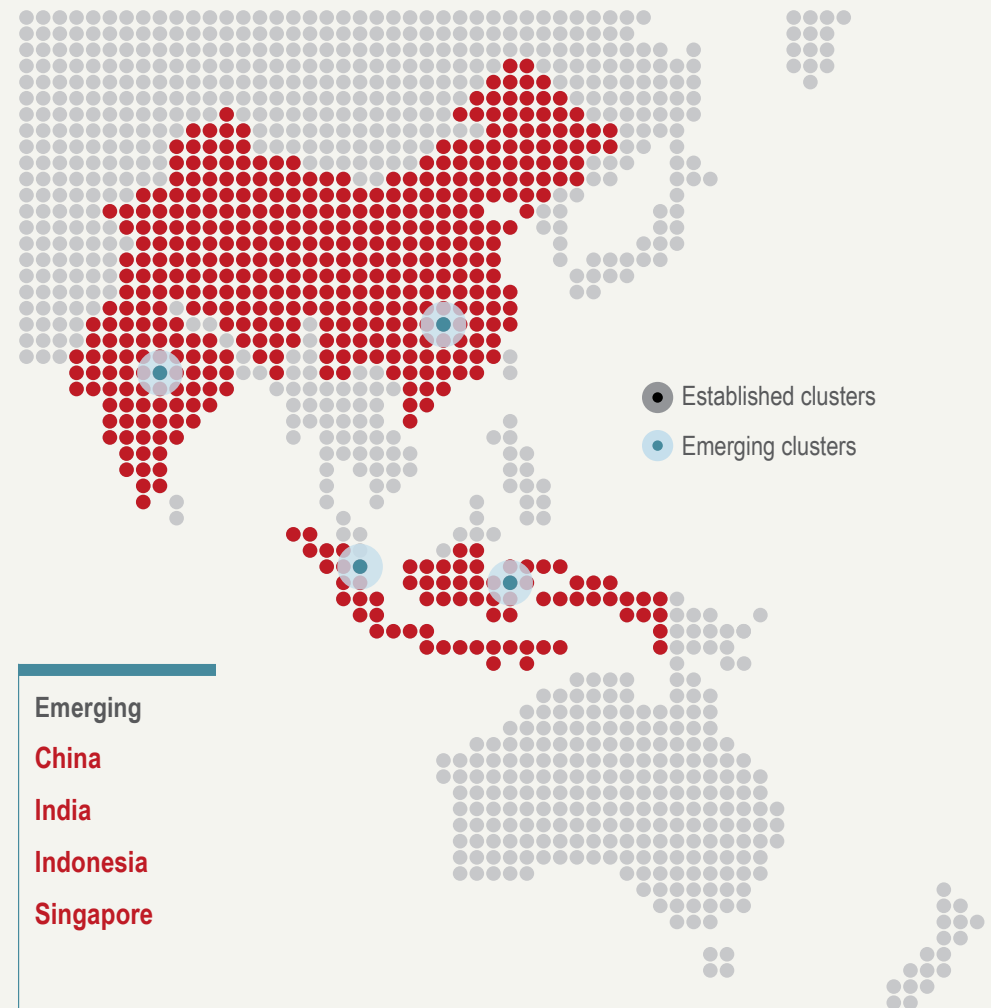 Established clusters
Emerging clusters
Emerging
China
India
Indonesia
Singapore